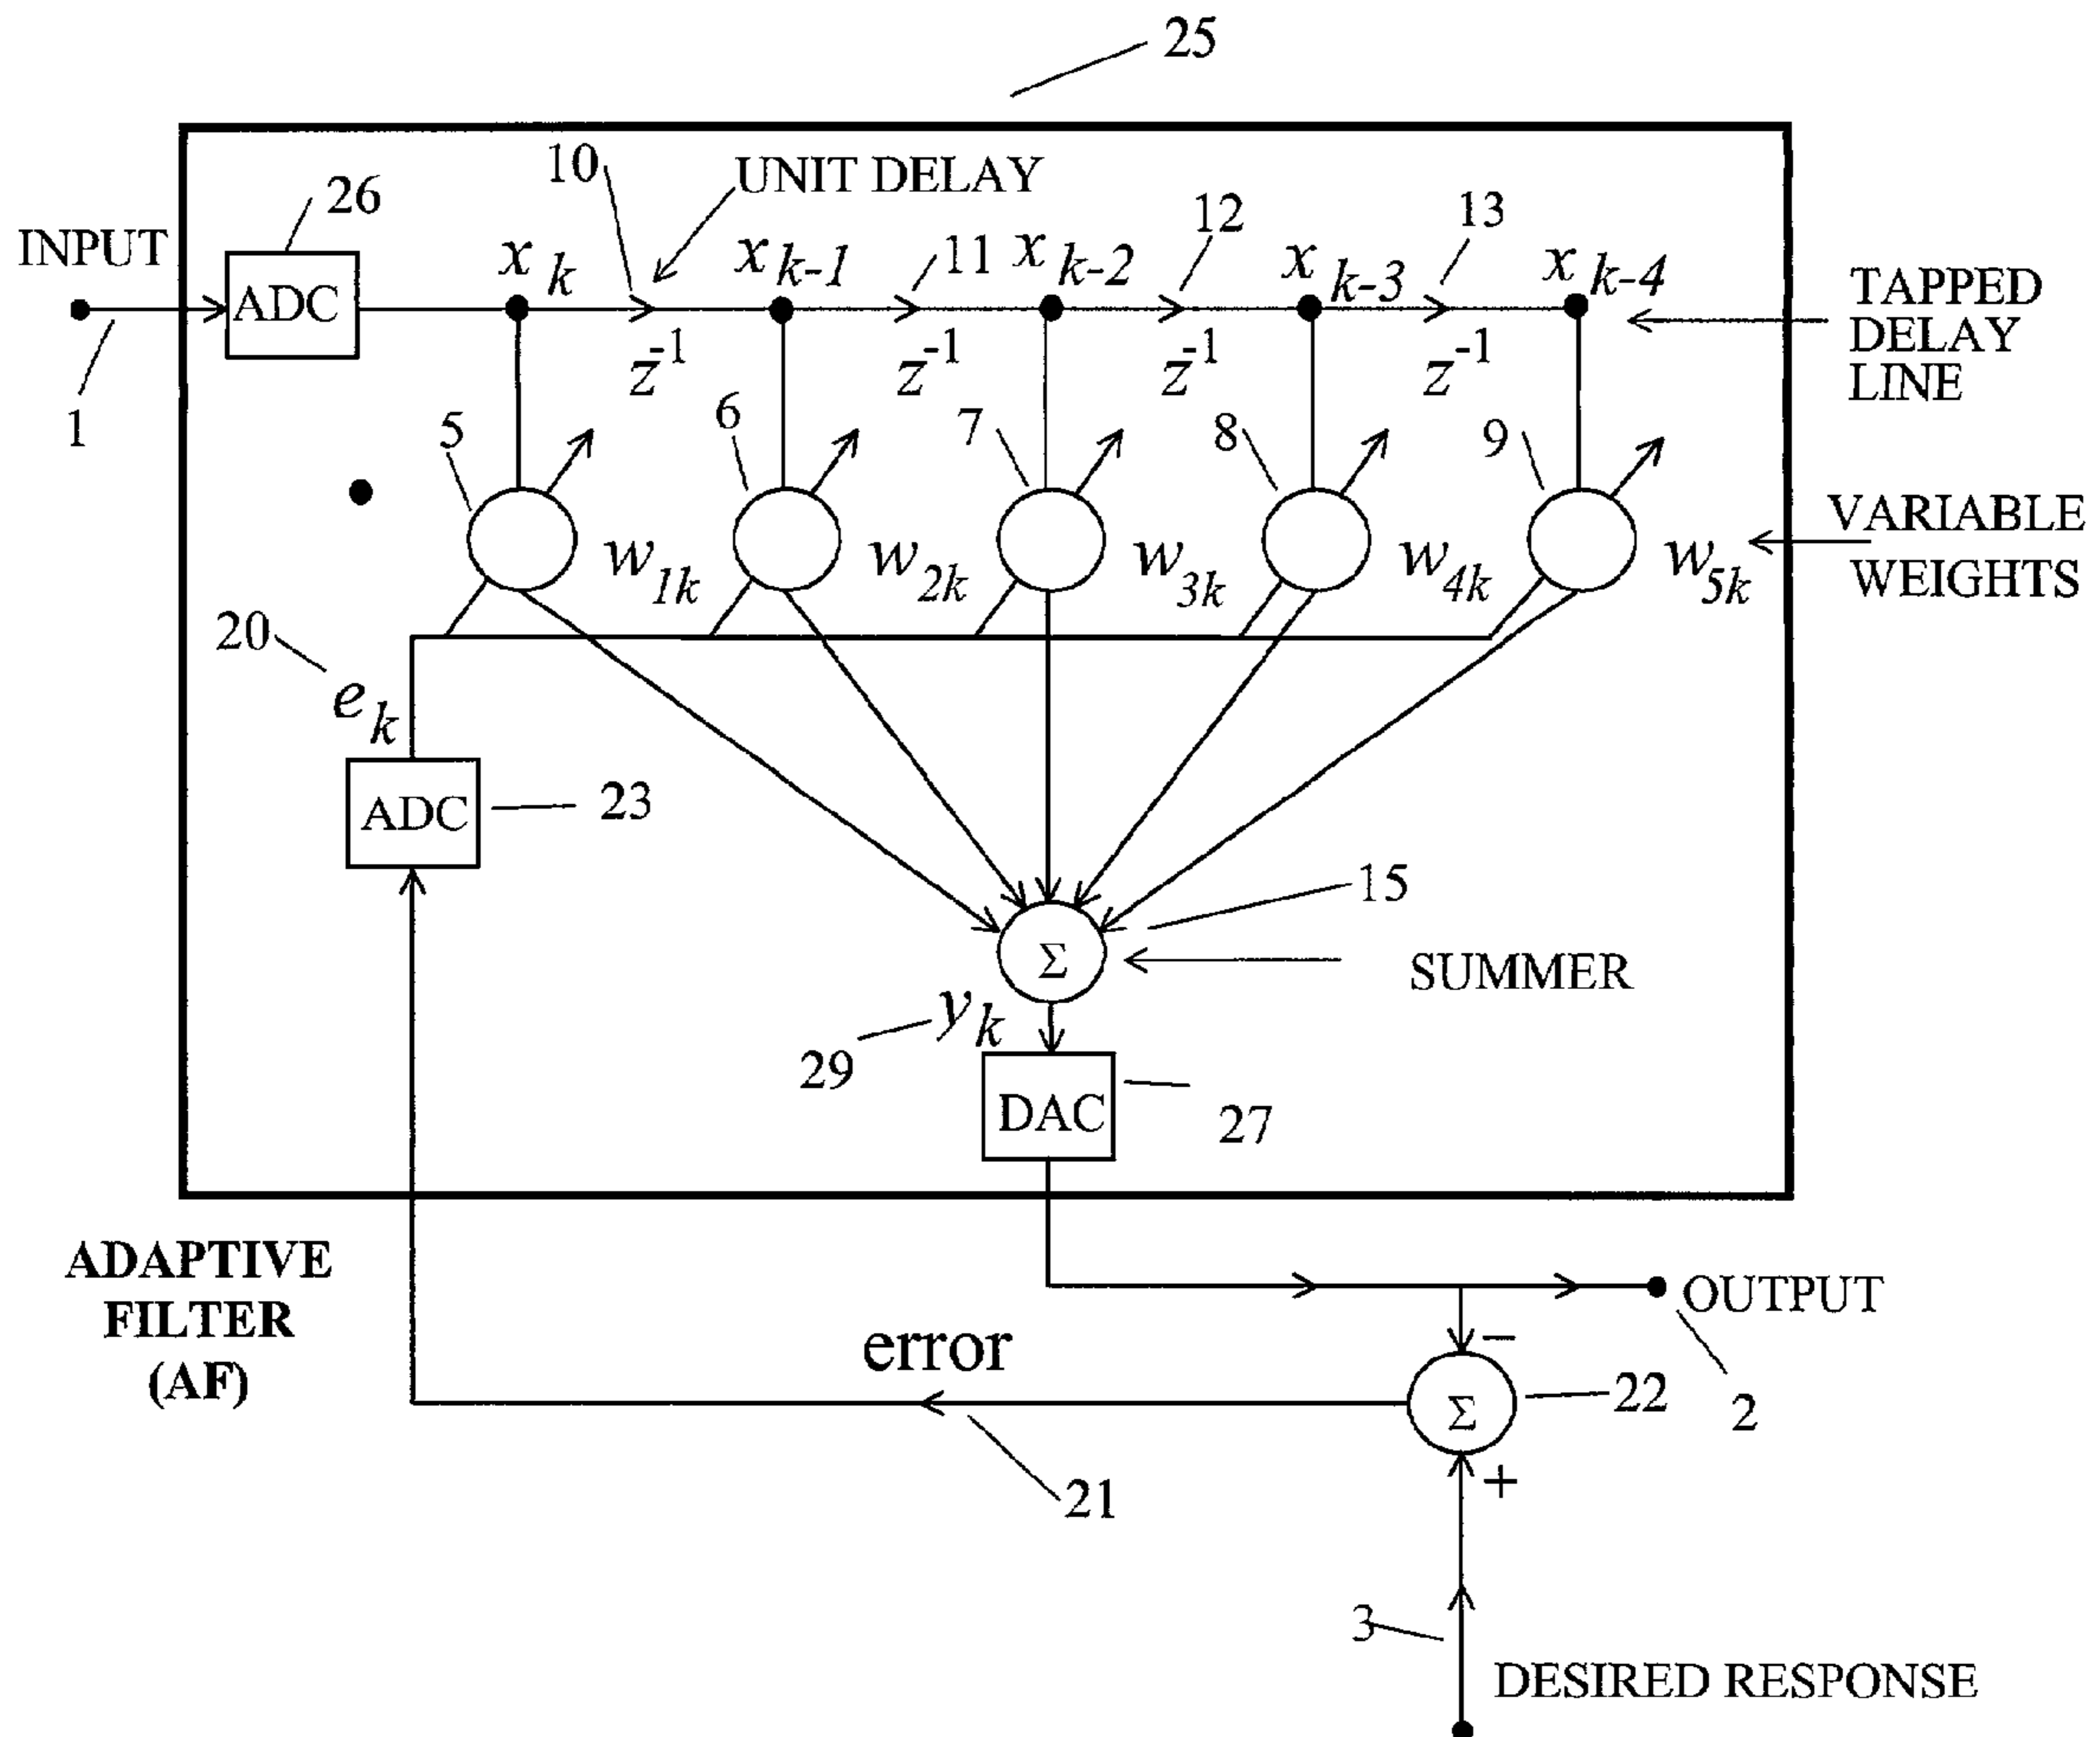 25
10
UNIT DELAY
26
12
13
INPUT
ADC
x k
x k-1
11
x k-2
x k-3
x k-4
TAPPED
DELAY
LINE
z-1
z-1
z-1
z-1
1
5
6
7
8
9
w1k
w2k
w3k
w4k
w5k
VARIABLE
WEIGHTS
20
ek
ADC
23
15
Σ
SUMMER
yk
29
DAC
27
ADAPTIVE
FILTER
(AF)
OUTPUT
error
−
Σ
22
2
+
21
3
DESIRED RESPONSE